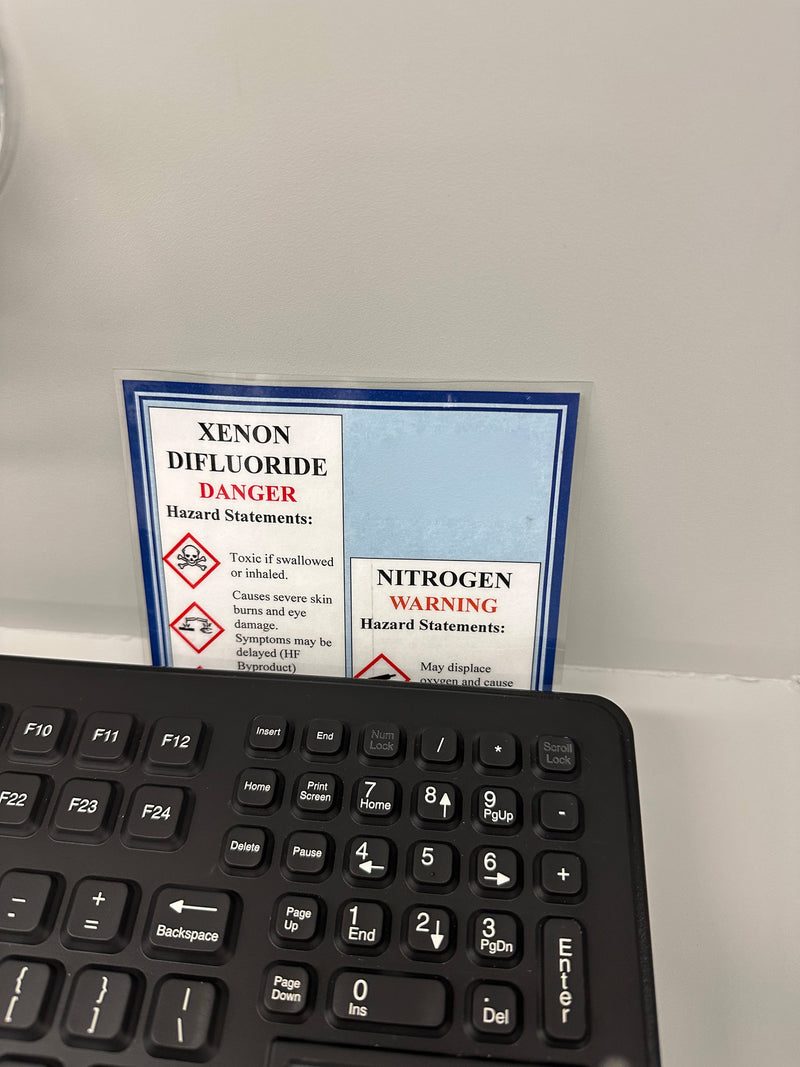 XENON
DIFLUORIDE
DANGER
Hazard Statements:
Toxic if swallowed
or inhaled.
Causes severe skin
burns and eye
damage.
Symptoms may be
delayed (HF
Byproduct)
NITROGEN
WARNING
Hazard Statements:
May displace
oxygen and cause
F10 F11 F12 Insert End Num Lock / * Scroll Lock
F22 F23 F24 Home Print Screen 7 Home 8 9 PgUp -
Delete Pause 4 5 6 +
- + = Backspace Page Up 1 End 2 3 PgDn Enter
{ [ } ] | \ Page Down 0 Ins . Del